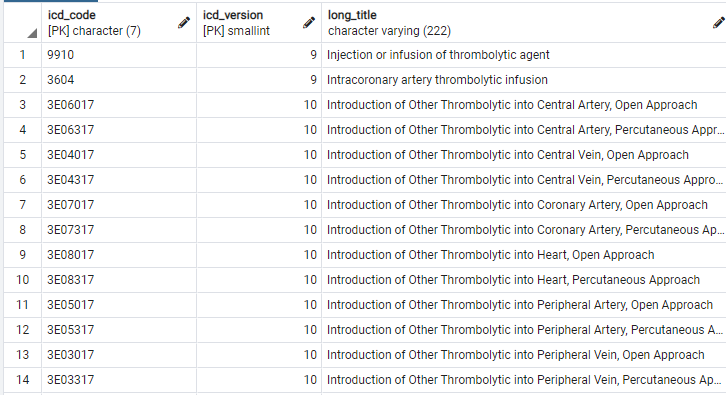 icd_code icd_version long_title
[PK] character (7) [PK] smallint character varying (222)
1 9910 9 Injection or infusion of thrombolytic agent
2 3604 9 Intracoronary artery thrombolytic infusion
3 3E06017 10 Introduction of Other Thrombolytic into Central Artery, Open Approach
4 3E06317 10 Introduction of Other Thrombolytic into Central Artery, Percutaneous Appr...
5 3E04017 10 Introduction of Other Thrombolytic into Central Vein, Open Approach
6 3E04317 10 Introduction of Other Thrombolytic into Central Vein, Percutaneous Appro...
7 3E07017 10 Introduction of Other Thrombolytic into Coronary Artery, Open Approach
8 3E07317 10 Introduction of Other Thrombolytic into Coronary Artery, Percutaneous Ap...
9 3E08017 10 Introduction of Other Thrombolytic into Heart, Open Approach
10 3E08317 10 Introduction of Other Thrombolytic into Heart, Percutaneous Approach
11 3E05017 10 Introduction of Other Thrombolytic into Peripheral Artery, Open Approach
12 3E05317 10 Introduction of Other Thrombolytic into Peripheral Artery, Percutaneous A...
13 3E03017 10 Introduction of Other Thrombolytic into Peripheral Vein, Open Approach
14 3E03317 10 Introduction of Other Thrombolytic into Peripheral Vein, Percutaneous Ap...